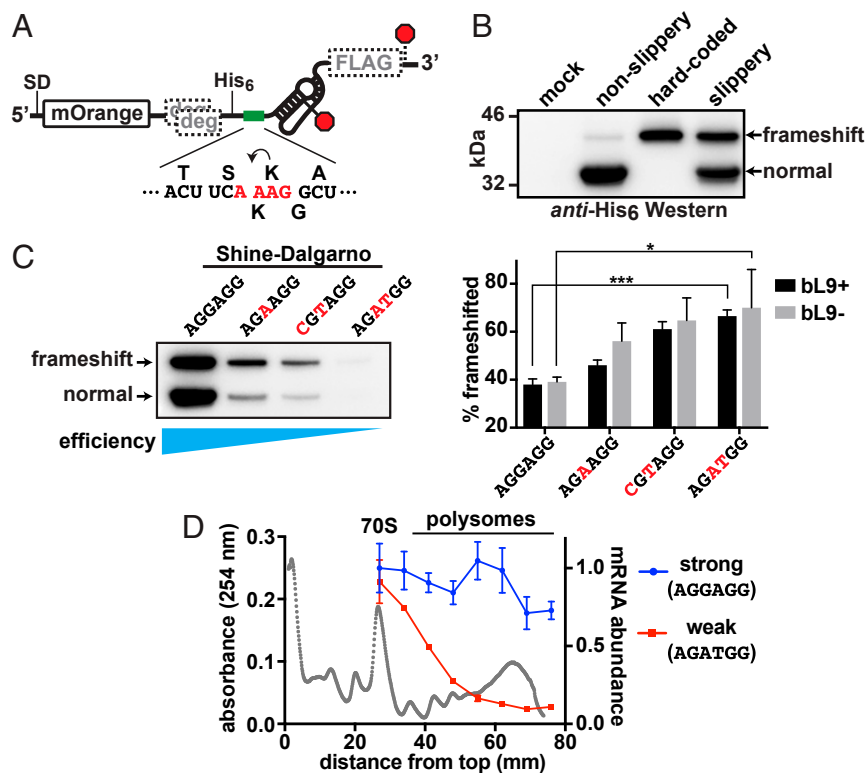 A
SD
His6
FLAG
3'
5'
mOrange
deg
deg
T S K A
... ACU UCA AAG GCU ...
K G
B
mock
non-slippery
hard-coded
slippery
46
kDa
32
frameshift
normal
anti-His6 Western
C
Shine-Dalgarno
AGGAGG
AGAAGG
CGTAGG
AGATGG
frameshift
normal
efficiency
% frameshifted
80
60
40
20
*
***
bL9+
bL9-
AGGAGG
AGAAGG
CGTAGG
AGATGG
D
70S
polysomes
absorbance (254 nm)
0.3
0.2
0.1
0.0
0
20
40
60
80
distance from top (mm)
1.0
0.5
0.0
mRNA abundance
strong
(AGGAGG)
weak
(AGATGG)